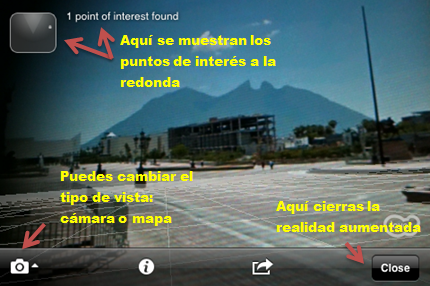 1 point of interest found
Aquí se muestran los
puntos de interés a la
redonda
Puedes cambiar el
tipo de vista:
cámara o mapa
Aquí cierras la
realidad aumentada
Close